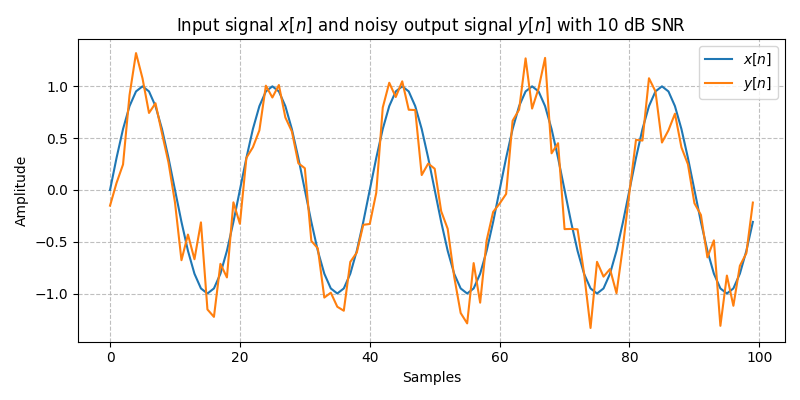 Input signal x[n] and noisy output signal y[n] with 10 dB SNR
x[n]
y[n]
Amplitude
1.0
0.5
0.0
−0.5
−1.0
0 20 40 60 80 100
Samples